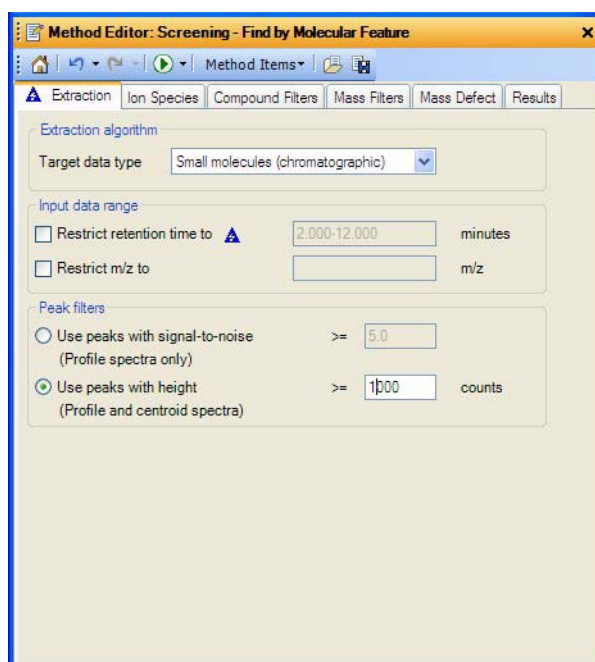 Method Editor: Screening - Find by Molecular Feature
Method Items
Extraction Ion Species Compound Filters Mass Filters Mass Defect Results
Extraction algorithm
Target data type Small molecules (chromatographic)
Input data range
Restrict retention time to 2.000-12.000 minutes
Restrict m/z to m/z
Peak filters
Use peaks with signal-to-noise >= 5.0
(Profile spectra only)
Use peaks with height >= 1000 counts
(Profile and centroid spectra)